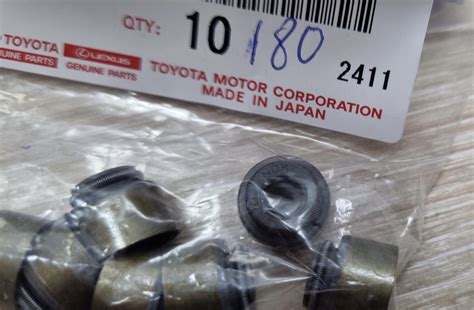 QTY: 10 180
TOYOTA
GENUINE PARTS
LEXUS
GENUINE PARTS
2411
TOYOTA MOTOR CORPORATION
MADE IN JAPAN